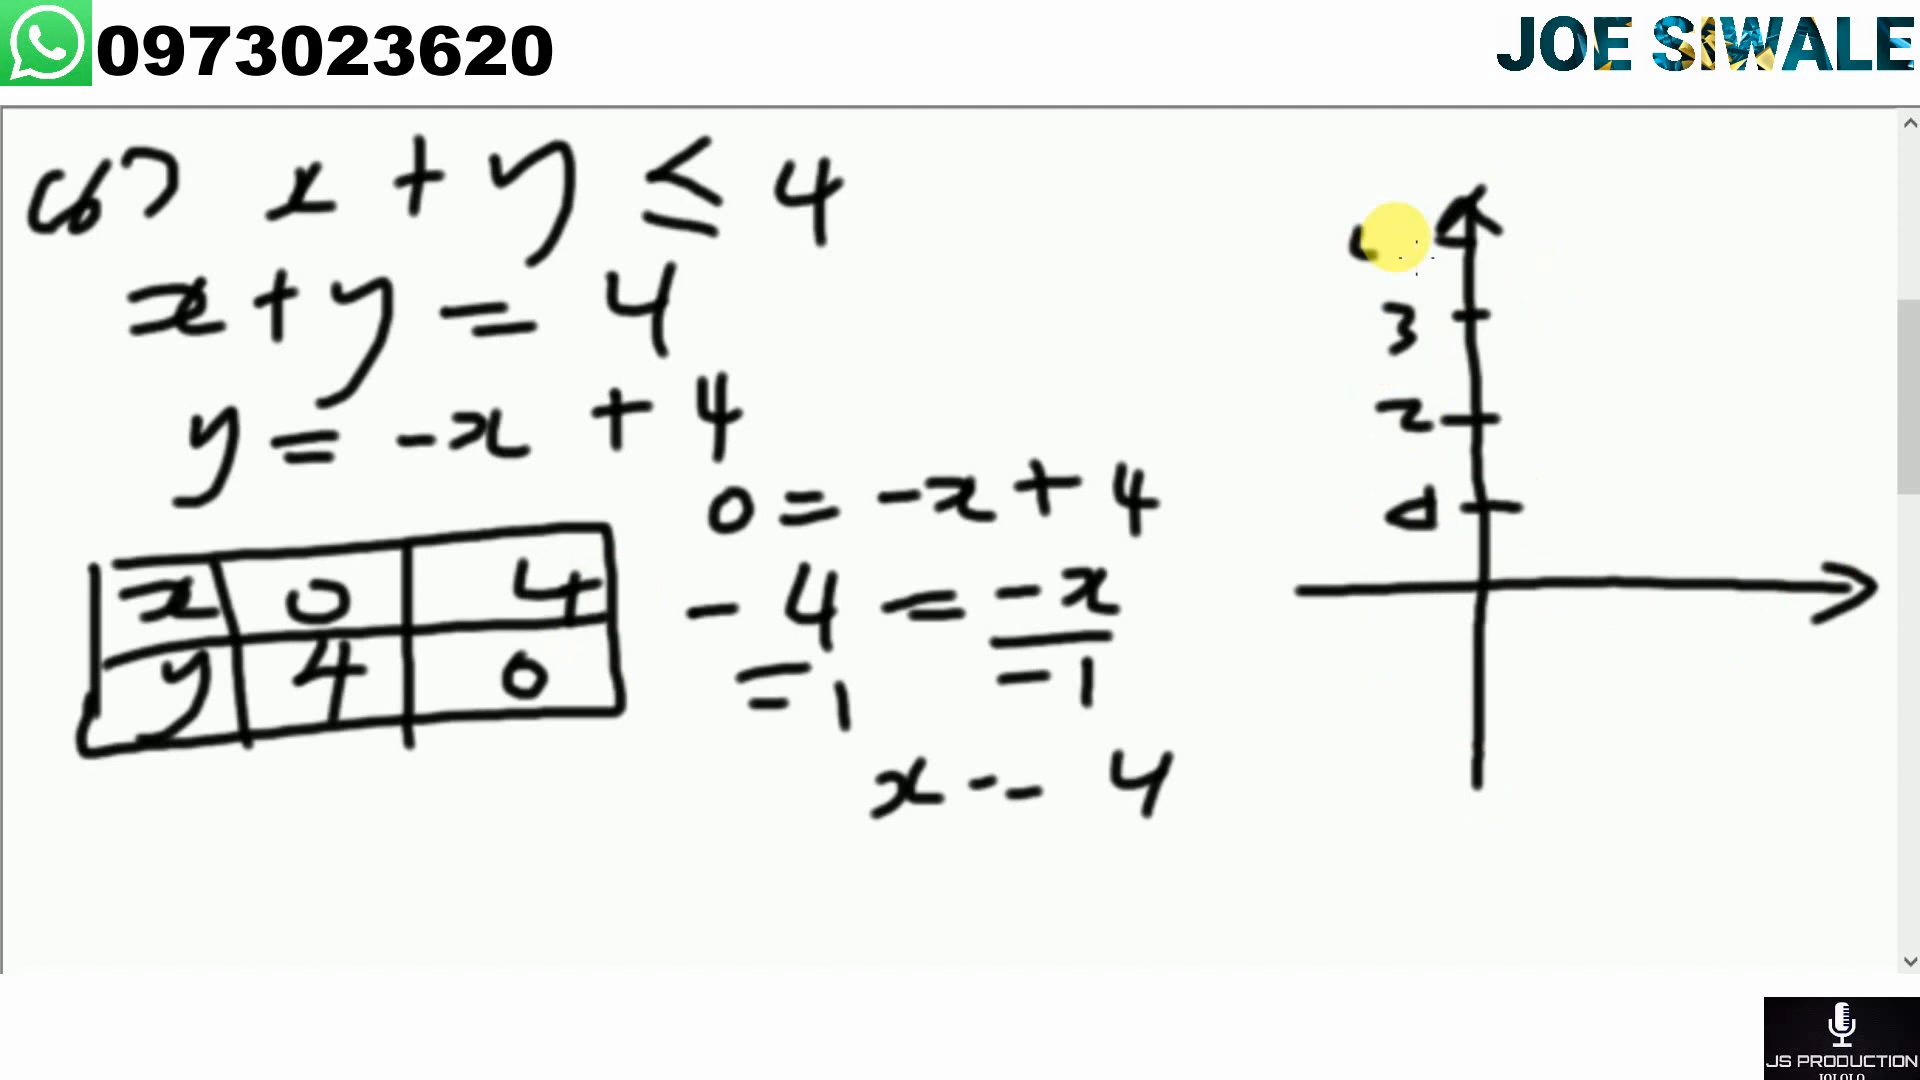 0973023620
JOE SIWALE
(b) x + y ≤ 4
x + y = 4
y = -x + 4
0 = -x + 4
x 0 4
y 4 0
-4 = -x
-1 -1
x = 4
3
2
1
JS PRODUCTION